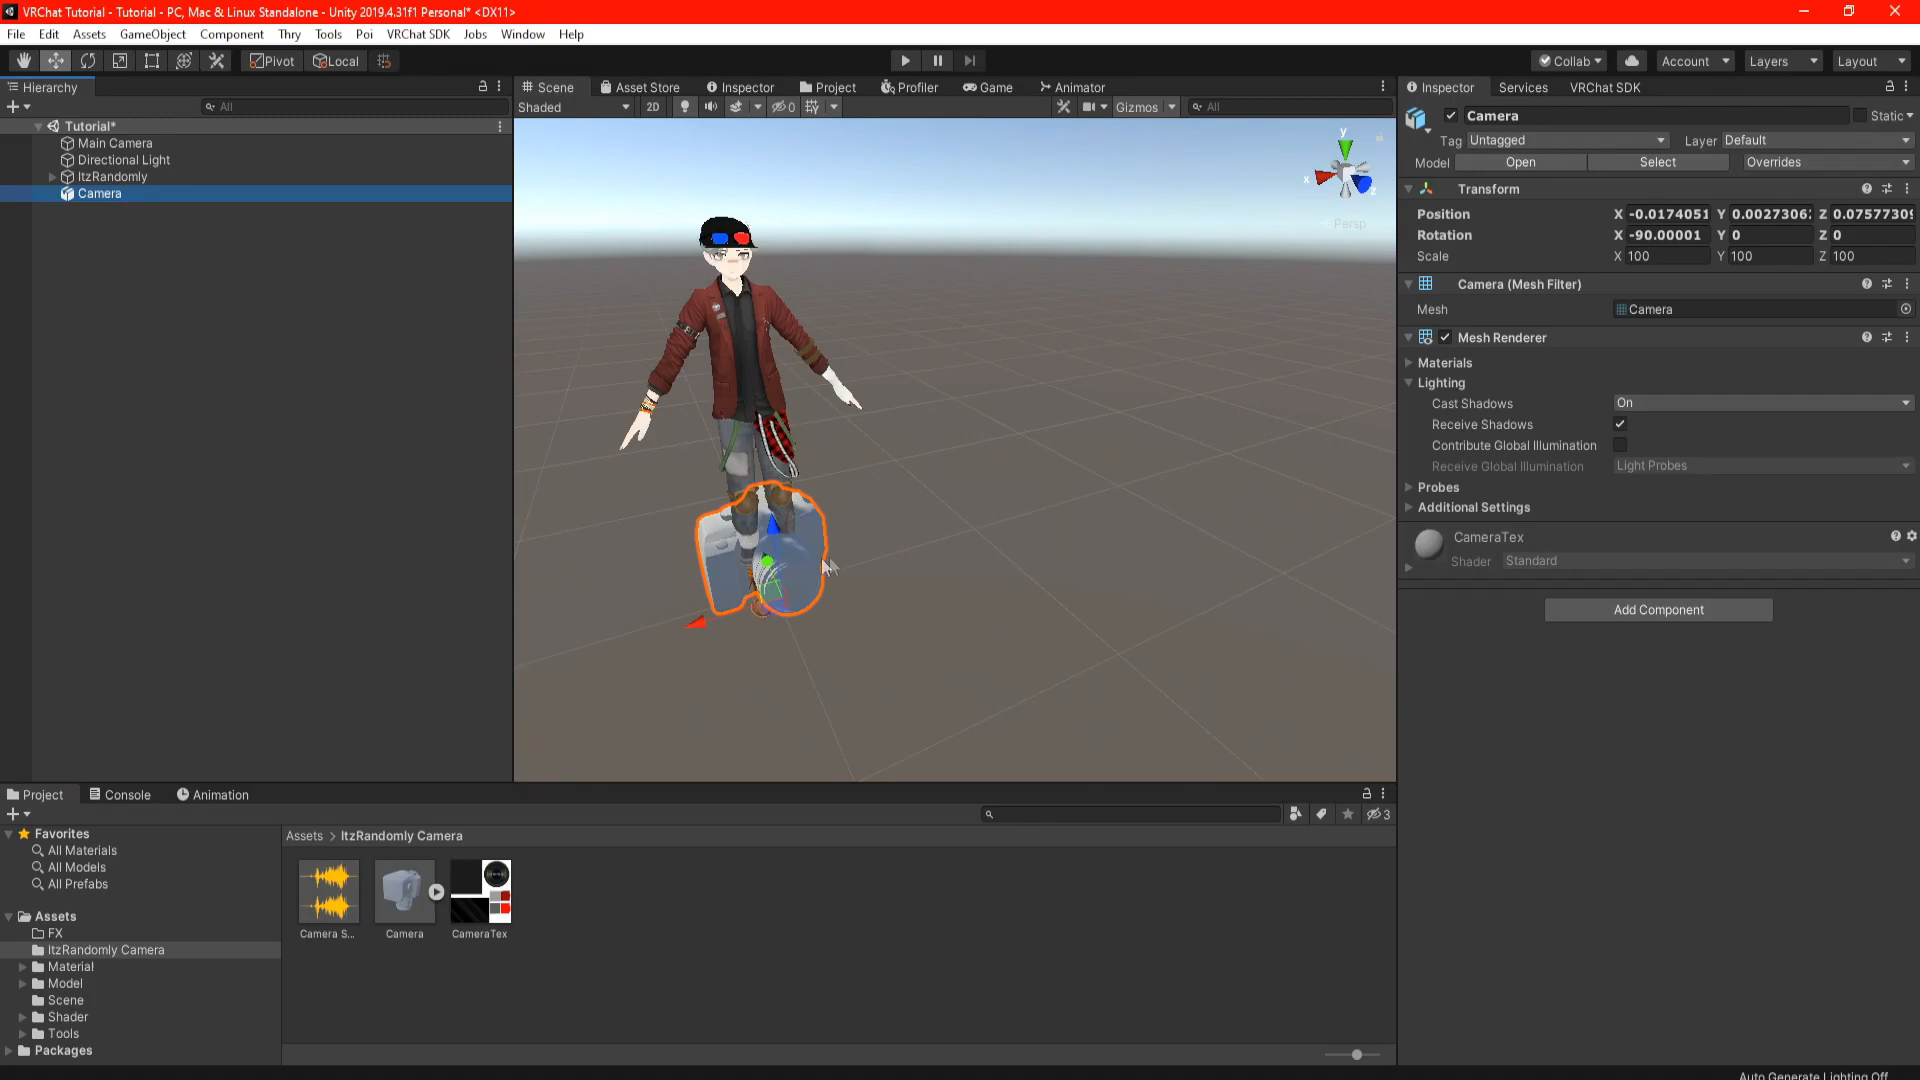 VRChat Tutorial - Tutorial - PC, Mac & Linux Standalone - Unity 2019.4.31f1 Personal* <DX11>
File Edit Assets GameObject Component Thry Tools Poi VRChat SDK Jobs Window Help
Pivot Local Collab Account Layers Layout
Hierarchy
All
Tutorial*
Main Camera
Directional Light
ItzRandomly
Camera
Scene Asset Store Inspector Project Profiler Game Animator
Shaded 2D 0 Gizmos All
y
x
z
Persp
Inspector Services VRChat SDK
Camera Static
Tag Untagged Layer Default
Model Open Select Overrides
Transform
Position X -0.0174051 Y 0.00273062 Z 0.07577309
Rotation X -90.00001 Y 0 Z 0
Scale X 100 Y 100 Z 100
Camera (Mesh Filter)
Mesh Camera
Mesh Renderer
Materials
Lighting
Cast Shadows On
Receive Shadows
Contribute Global Illumination
Receive Global Illumination Light Probes
Probes
Additional Settings
CameraTex
Shader Standard
Add Component
Project Console Animation
3
Favorites
All Materials
All Models
All Prefabs
Assets
FX
ItzRandomly Camera
Material
Model
Scene
Shader
Tools
Packages
Assets > ItzRandomly Camera
Camera S... Camera CameraTex
Auto Generate Lighting Off